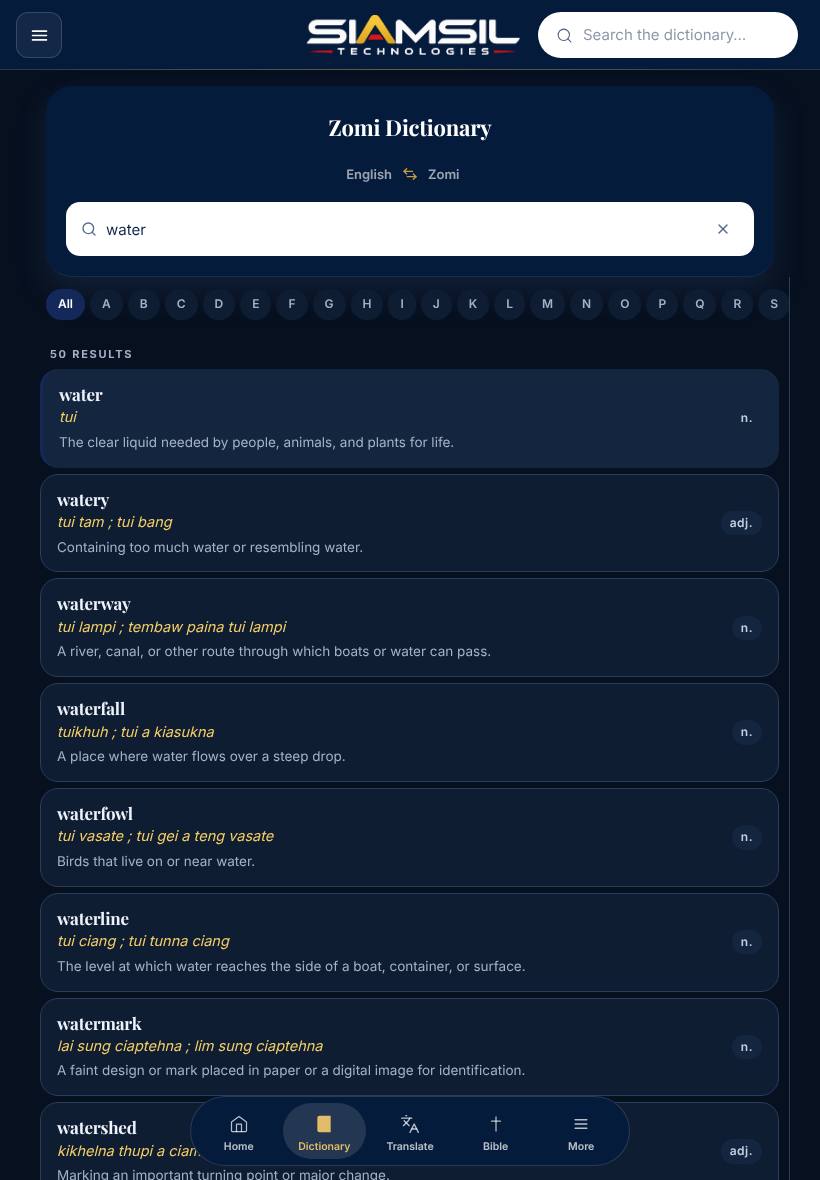 SIAMSIL
TECHNOLOGIES
Search the dictionary...
Zomi Dictionary
English Zomi
water
All A B C D E F G H I J K L M N O P Q R S
50 RESULTS
water
tui
n.
The clear liquid needed by people, animals, and plants for life.
watery
tui tam ; tui bang
adj.
Containing too much water or resembling water.
waterway
tui lampi ; tembaw paina tui lampi
n.
A river, canal, or other route through which boats or water can pass.
waterfall
tuikhuh ; tui a kiasukna
n.
A place where water flows over a steep drop.
waterfowl
tui vasate ; tui gei a teng vasate
n.
Birds that live on or near water.
waterline
tui ciang ; tui tunna ciang
n.
The level at which water reaches the side of a boat, container, or surface.
watermark
lai sung ciaptehna ; lim sung ciaptehna
n.
A faint design or mark placed in paper or a digital image for identification.
watershed
kikhelna thupi a
adj.
Marking an important turning point or major change.
Home Dictionary Translate Bible More